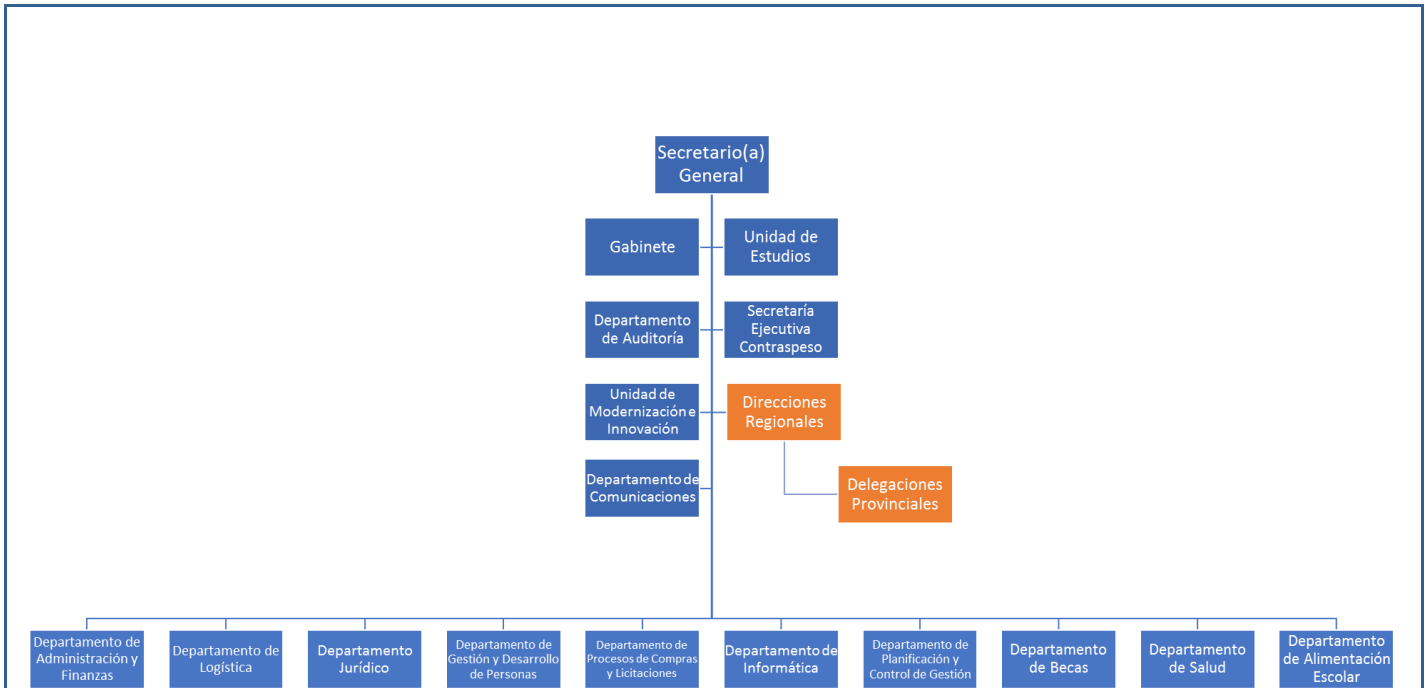 Secretario(a)
General
Gabinete
Unidad de
Estudios
Departamento
de Auditoría
Secretaría
Ejecutiva
Contraspeso
Unidad de
Modernización e
Innovación
Direcciones
Regionales
Departamento de
Comunicaciones
Delegaciones
Provinciales
Departamento de
Administración y
Finanzas
Departamento de
Logística
Departamento
Jurídico
Departamento de
Gestión y Desarrollo
de Personas
Departamento de
Procesos de Compras
y Licitaciones
Departamento de
Informática
Departamento de
Planificación y
Control de Gestión
Departamento
de Becas
Departamento
de Salud
Departamento
de Alimentación
Escolar